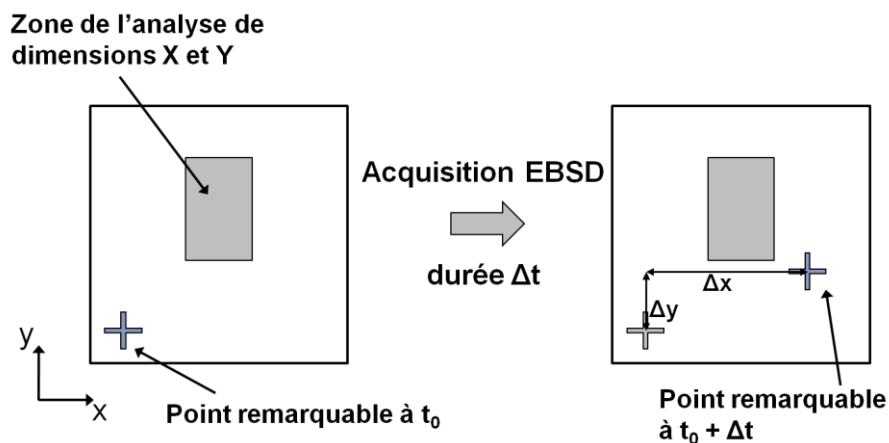 Zone de l’analyse de
dimensions X et Y
Acquisition EBSD
durée Δt
Δx
Δy
y
x
Point remarquable à t₀
Point remarquable
à t₀ + Δt